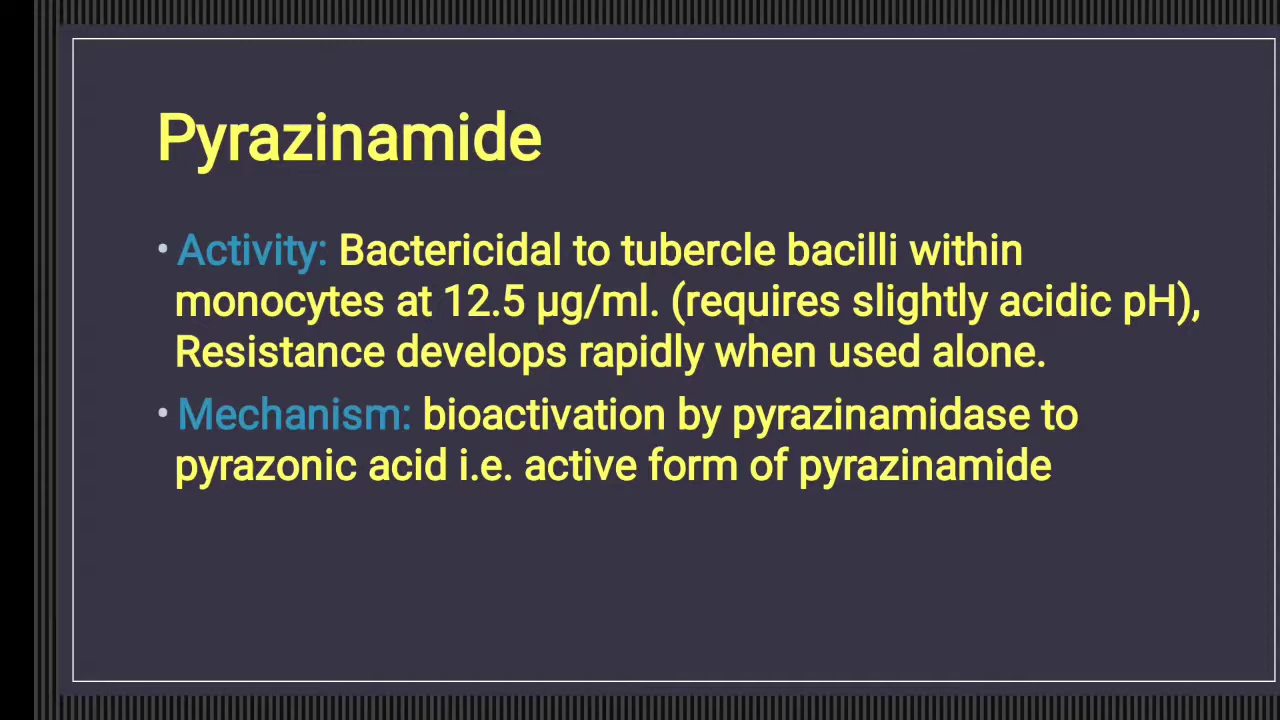 Pyrazinamide
• Activity: Bactericidal to tubercle bacilli within
monocytes at 12.5 µg/ml. (requires slightly acidic pH),
Resistance develops rapidly when used alone.
• Mechanism: bioactivation by pyrazinamidase to
pyrazonic acid i.e. active form of pyrazinamide